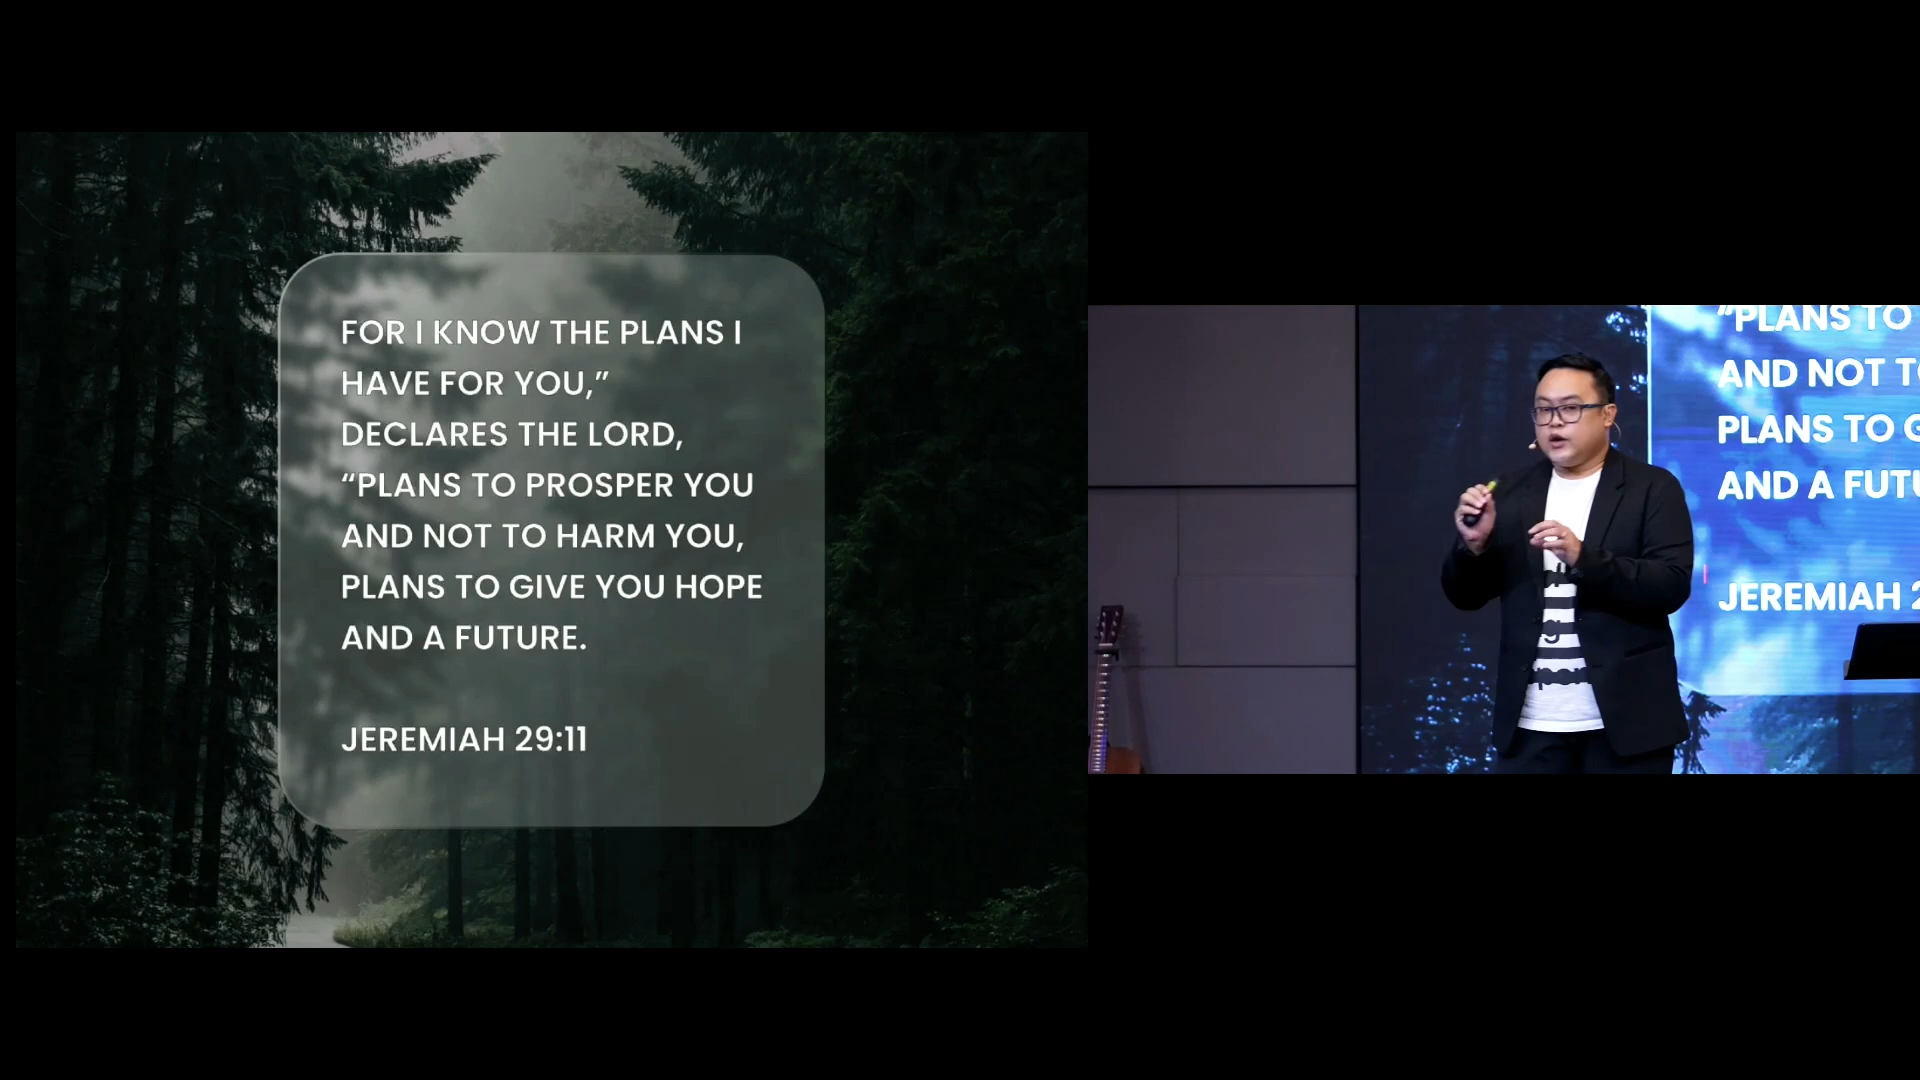 FOR I KNOW THE PLANS I
HAVE FOR YOU,”
DECLARES THE LORD,
“PLANS TO PROSPER YOU
AND NOT TO HARM YOU,
PLANS TO GIVE YOU HOPE
AND A FUTURE.
JEREMIAH 29:11
“PLANS TO
AND NOT
PLANS TO
AND A
JEREMIAH